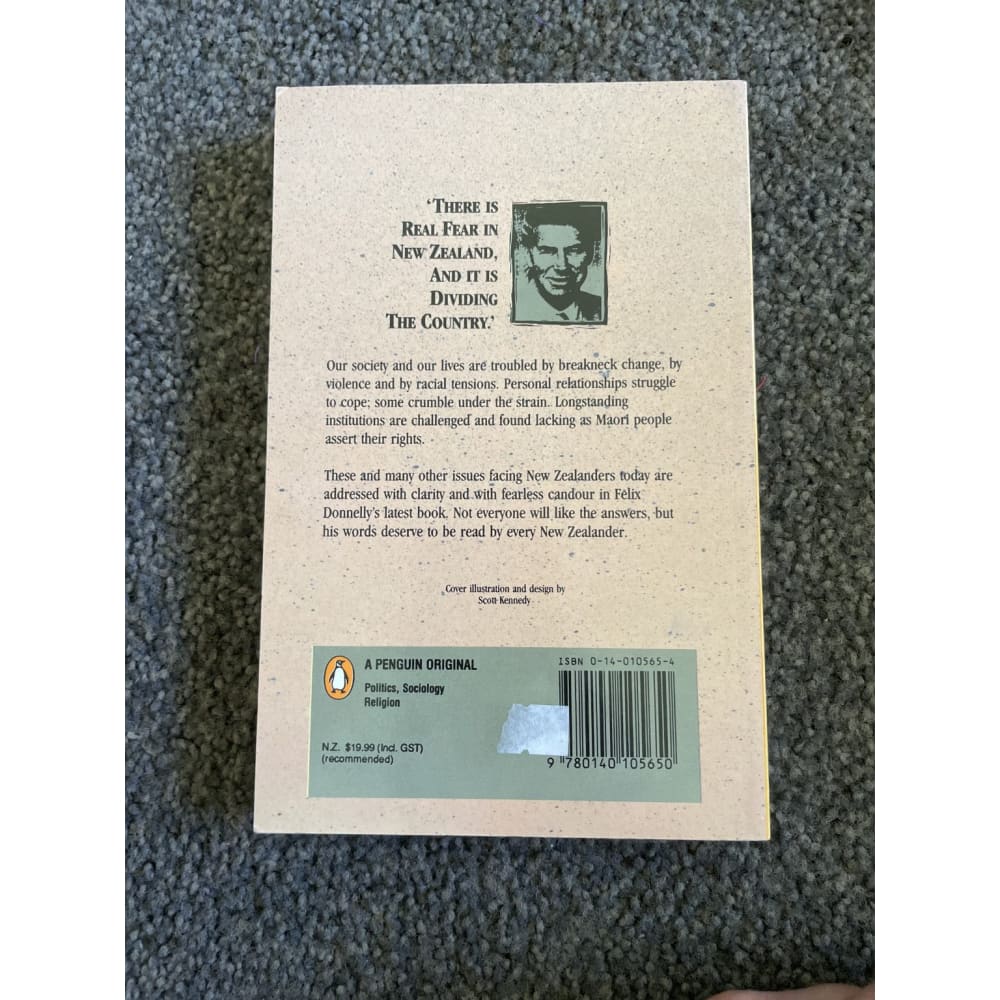 ‘THERE IS
REAL FEAR IN
NEW ZEALAND,
AND IT IS
DIVIDING
THE COUNTRY.’
Our society and our lives are troubled by breakneck change, by
violence and by racial tensions. Personal relationships struggle
to cope; some crumble under the strain. Longstanding
institutions are challenged and found lacking as Maori people
assert their rights.
These and many other issues facing New Zealanders today are
addressed with clarity and with fearless candour in Felix
Donnelly's latest book. Not everyone will like the answers, but
his words deserve to be read by every New Zealander.
Cover illustration and design by
Scott Kennedy
A PENGUIN ORIGINAL
Politics, Sociology
Religion
N.Z. $19.99 (Incl. GST)
(recommended)
ISBN 0-14-010565-4
9 780140 105650